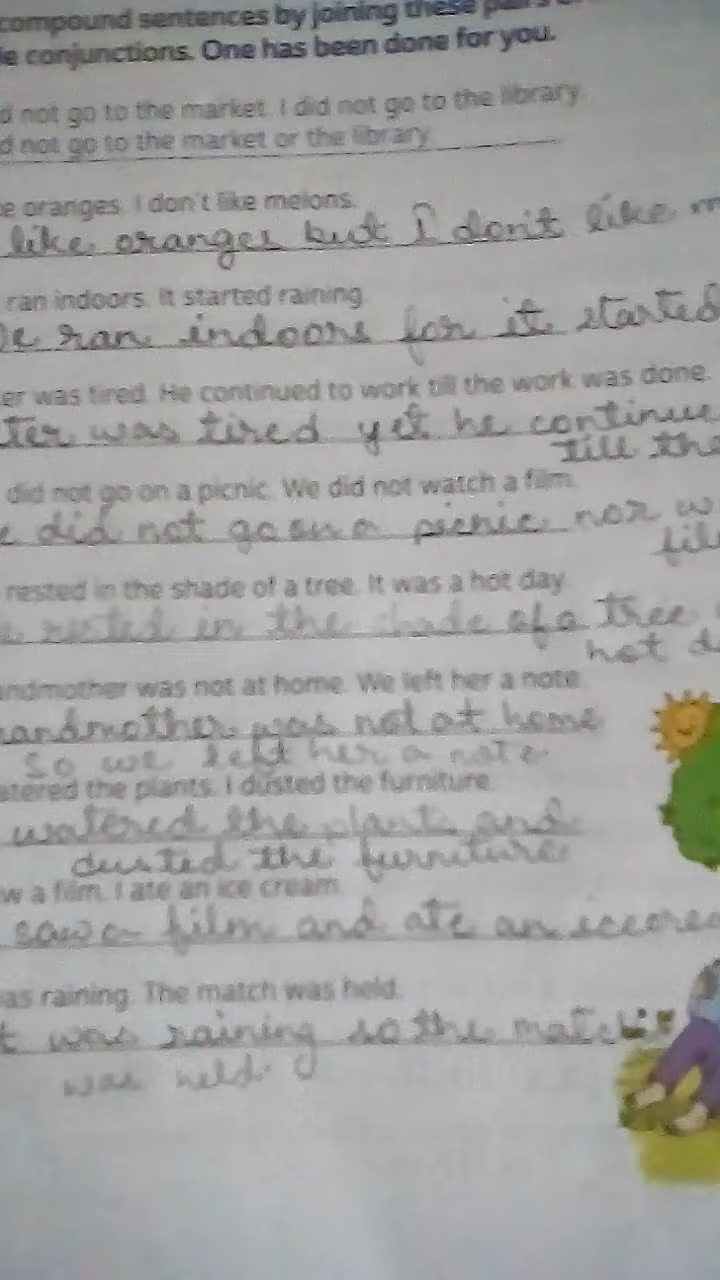 compound sentences by joining these
le conjunctions. One has been done for you.
d not go to the market. I did not go to the library.
d not go to the market or the library
e oranges. I don't like melons.
like oranges but I don't like m
ran indoors. It started raining.
e ran indoors for it started
er was tired. He continued to work till the work was done.
ter was tired yet he continue
till the
did not go on a picnic. We did not watch a film.
e did not go on a picnic nor w
fil
rested in the shade of a tree. It was a hot day.
rested in the shade of a tree
hot d
ndmother was not at home. We left her a note.
andmother was not at home
so we left her a note
atered the plants. I dusted the furniture.
watered the plants and
dusted the furniture
w a film. I ate an ice cream.
saw a film and ate an icecrea
as raining. The match was held.
t was raining so the match
was held.